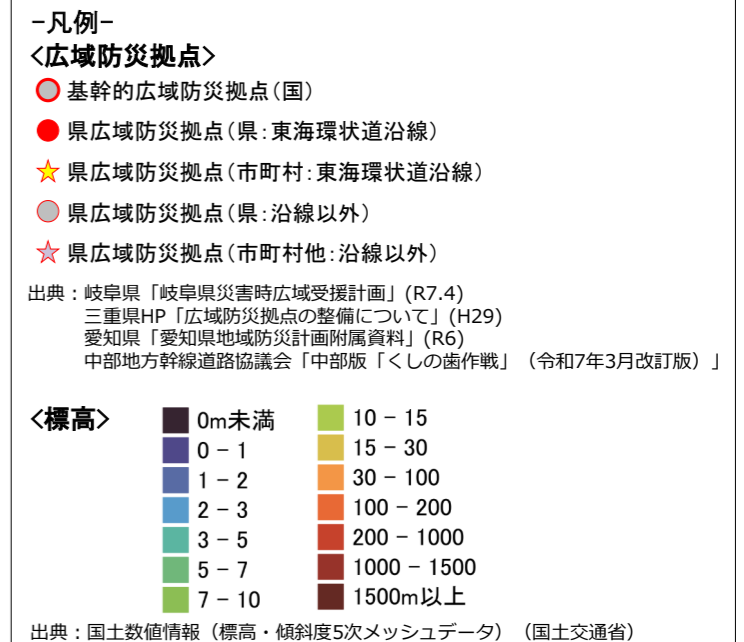 -凡例-
<広域防災拠点>
基幹的広域防災拠点(国)
県広域防災拠点(県:東海環状道沿線)
県広域防災拠点(市町村:東海環状道沿線)
県広域防災拠点(県:沿線以外)
県広域防災拠点(市町村他:沿線以外)
出典：岐阜県「岐阜県災害時広域受援計画」(R7.4)
三重県HP「広域防災拠点の整備について」(H29)
愛知県「愛知県地域防災計画附属資料」(R6)
中部地方幹線道路協議会「中部版「くしの歯作戦」（令和7年3月改訂版）」
<標高>
0m未満
0 - 1
1 - 2
2 - 3
3 - 5
5 - 7
7 - 10
10 - 15
15 - 30
30 - 100
100 - 200
200 - 1000
1000 - 1500
1500m以上
出典：国土数値情報（標高・傾斜度5次メッシュデータ）（国土交通省）